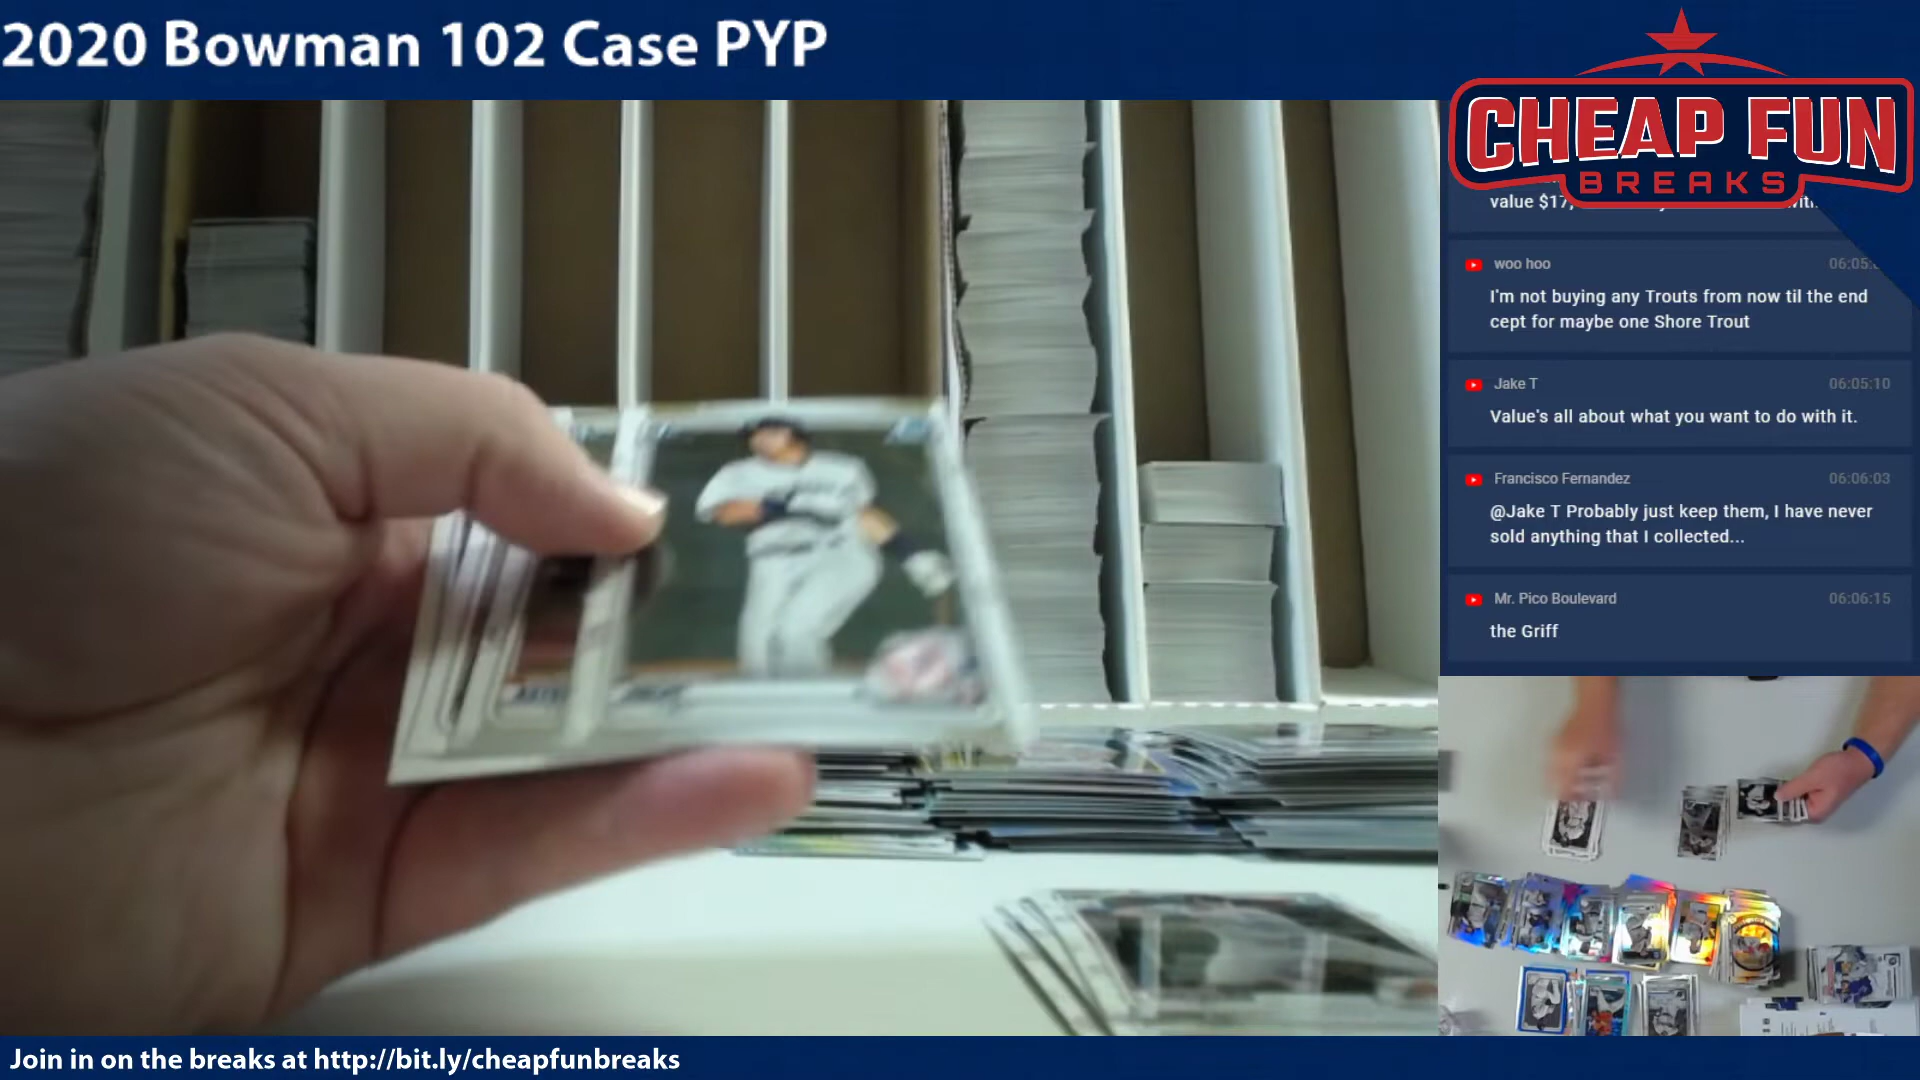 2020 Bowman 102 Case PYP
CHEAP FUN
BREAKS
value $17,
woo hoo
I'm not buying any Trouts from now til the end
cept for maybe one Shore Trout
Jake T 06:05:10
Value's all about what you want to do with it.
Francisco Fernandez 06:06:03
@Jake T Probably just keep them, I have never
sold anything that I collected...
Mr. Pico Boulevard 06:06:15
the Griff
Join in on the breaks at http://bit.ly/cheapfunbreaks